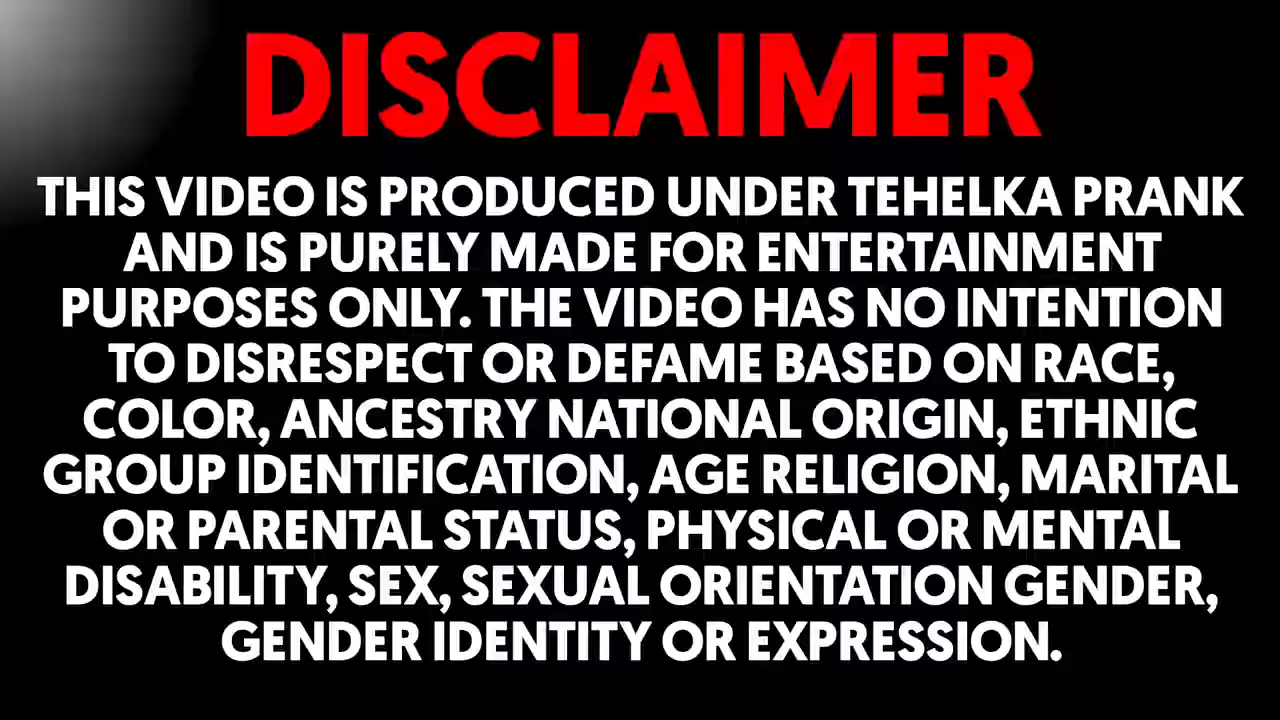 DISCLAIMER
THIS VIDEO IS PRODUCED UNDER TEHELKA PRANK
AND IS PURELY MADE FOR ENTERTAINMENT
PURPOSES ONLY. THE VIDEO HAS NO INTENTION
TO DISRESPECT OR DEFAME BASED ON RACE,
COLOR, ANCESTRY NATIONAL ORIGIN, ETHNIC
GROUP IDENTIFICATION, AGE RELIGION, MARITAL
OR PARENTAL STATUS, PHYSICAL OR MENTAL
DISABILITY, SEX, SEXUAL ORIENTATION GENDER,
GENDER IDENTITY OR EXPRESSION.